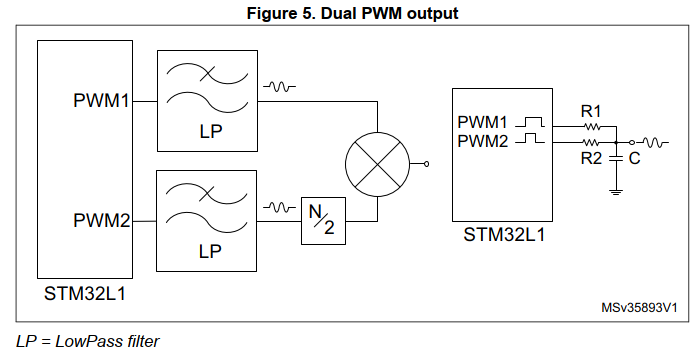 Figure 5. Dual PWM output
PWM1
LP
PWM2
LP
N/2
STM32L1
PWM1
PWM2
R1
R2
C
STM32L1
MSv35893V1
LP = LowPass filter